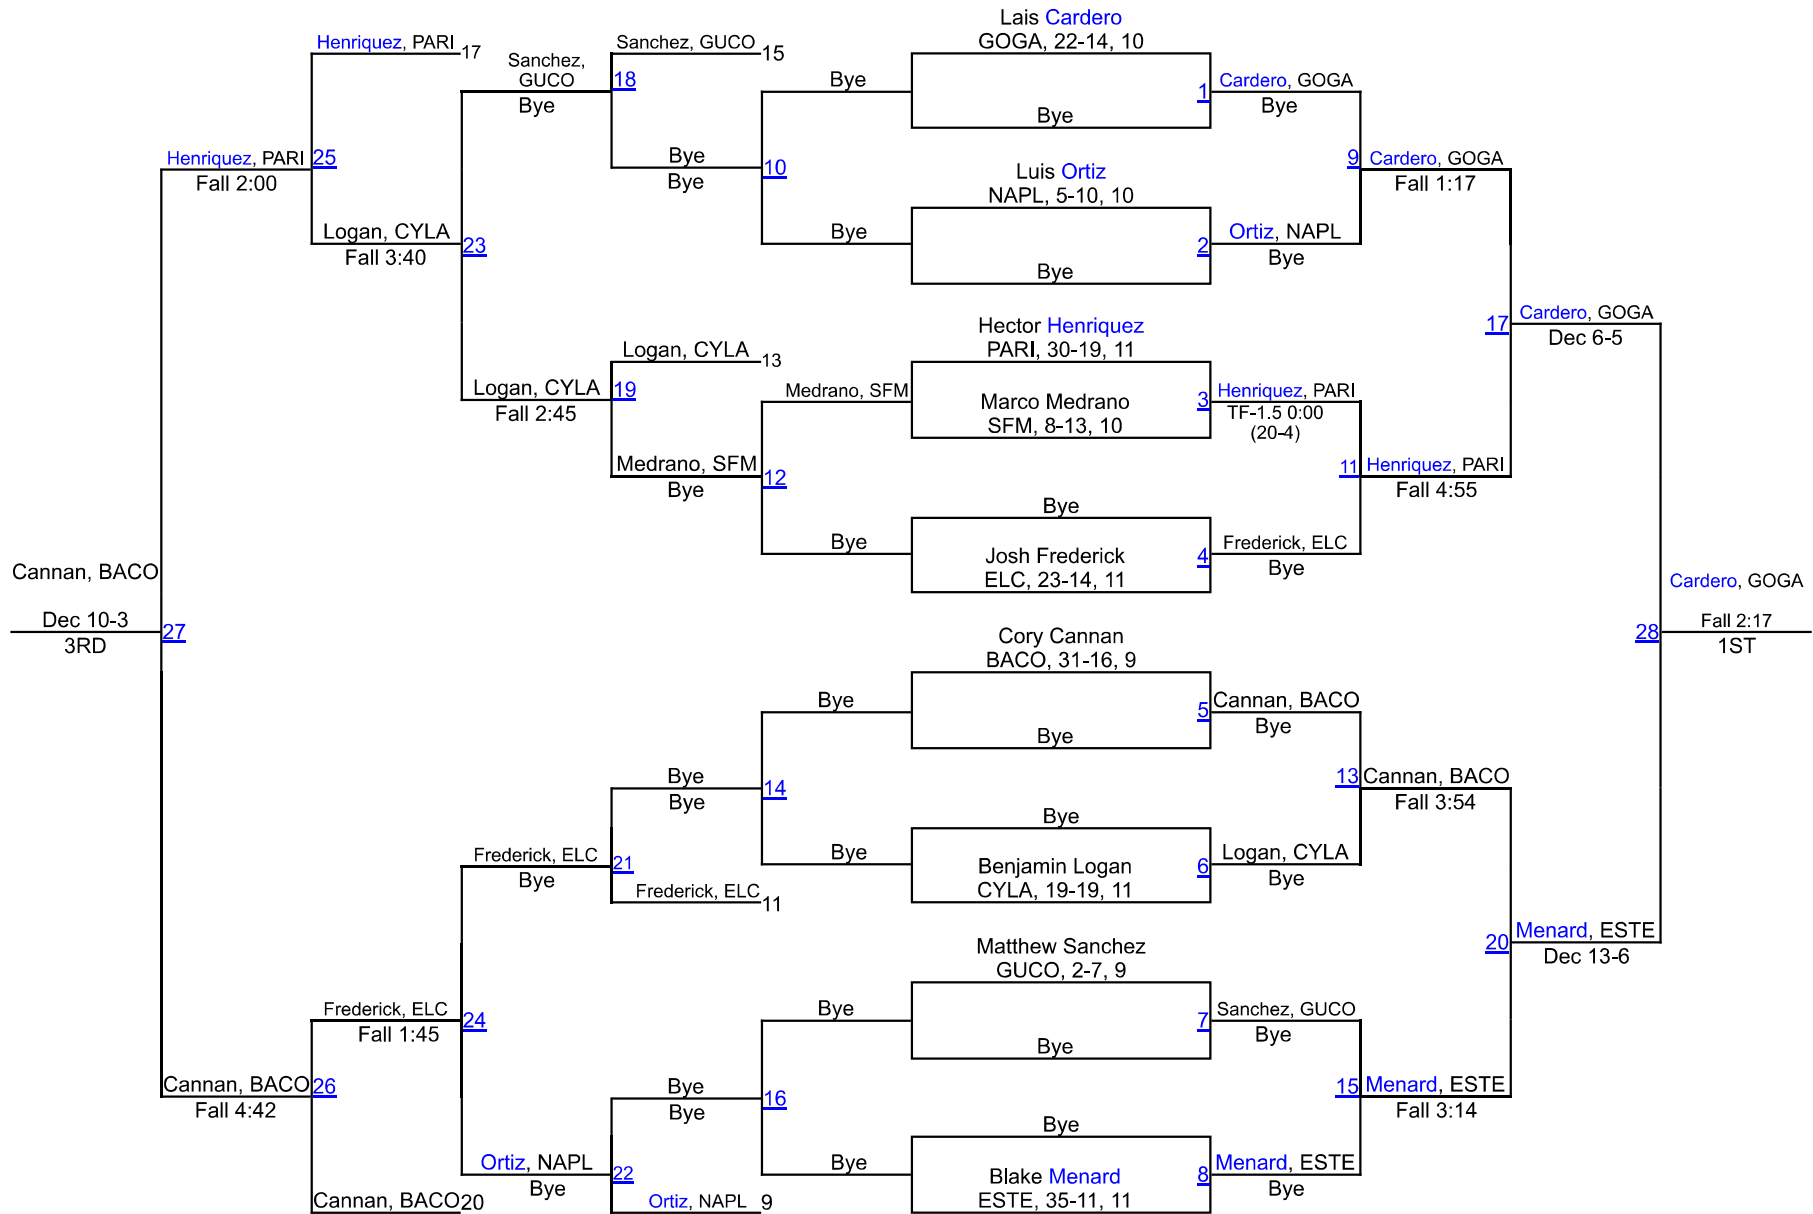 Lais Cardero
GOGA, 22-14, 10
Henriquez, PARI 17
Sanchez, GUCO 15
Sanchez,
GUCO
18
Bye
Bye
1
Cardero, GOGA
Bye
Bye
Bye
Henriquez, PARI
25
Fall 2:00
Bye
10
Bye
Luis Ortiz
NAPL, 5-10, 10
9
Cardero, GOGA
Fall 1:17
Logan, CYLA
23
Fall 3:40
Bye
2
Ortiz, NAPL
Bye
Bye
Hector Henriquez
PARI, 30-19, 11
17
Cardero, GOGA
Dec 6-5
Logan, CYLA 13
Logan, CYLA
19
Fall 2:45
Medrano, SFM
Marco Medrano
SFM, 8-13, 10
3
Henriquez, PARI
TF-1.5 0:00
(20-4)
Medrano, SFM
12
Bye
11
Henriquez, PARI
Fall 4:55
Bye
Bye
Josh Frederick
ELC, 23-14, 11
4
Frederick, ELC
Bye
Cannan, BACO
Cardero, GOGA
Dec 10-3
27
3RD
28
Fall 2:17
1ST
Cory Cannan
BACO, 31-16, 9
Bye
5
Cannan, BACO
Bye
Bye
Bye
14
Bye
13
Cannan, BACO
Fall 3:54
Bye
Frederick, ELC
21
Bye
Bye
Benjamin Logan
CYLA, 19-19, 11
6
Logan, CYLA
Bye
Frederick, ELC 11
20
Menard, ESTE
Dec 13-6
Matthew Sanchez
GUCO, 2-7, 9
Frederick, ELC
24
Fall 1:45
Bye
7
Sanchez, GUCO
Bye
Bye
Cannan, BACO
26
Fall 4:42
Bye
16
Bye
15
Menard, ESTE
Fall 3:14
Bye
Ortiz, NAPL
22
Bye
Bye
Blake Menard
ESTE, 35-11, 11
8
Menard, ESTE
Bye
Cannan, BACO 20
Ortiz, NAPL 9